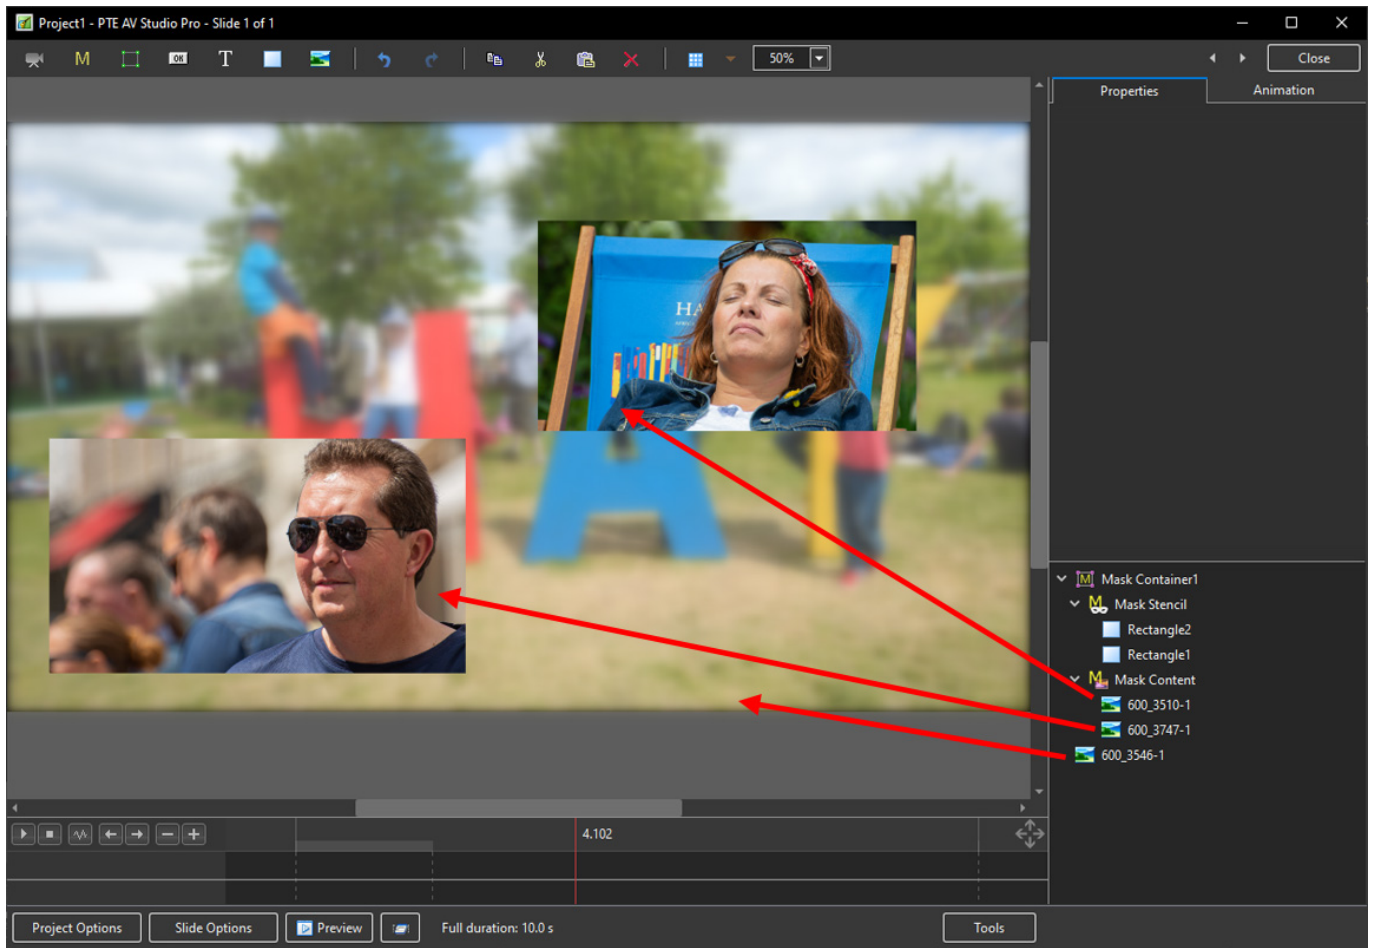 Project1 - PTE AV Studio Pro - Slide 1 of 1
M
OK
T
50%
Close
Properties
Animation
HA
Mask Container1
Mask Stencil
Rectangle2
Rectangle1
Mask Content
600_3510-1
600_3747-1
600_3546-1
4.102
Project Options
Slide Options
Preview
Full duration: 10.0 s
Tools